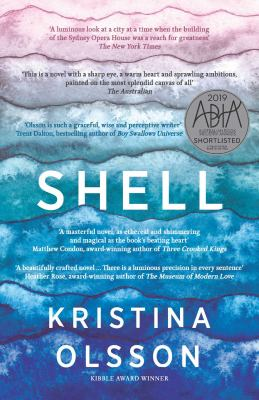 'A luminous look at a city at a time when the building
of the Sydney Opera House was a reach for greatness'
The New York Times
'This is a novel with a sharp eye, a warm heart and sprawling ambitions,
painted on the most splendid canvas of all'
The Australian
2019
ABIA
SHORTLISTED
'Olsson is such a graceful, wise and perceptive writer'
Trent Dalton, bestselling author of Boy Swallows Universe
SHELL
'A masterful novel, as ethereal and shimmering
and magical as the book's beating heart'
Matthew Condon, award-winning author of Three Crooked Kings
'A beautifully crafted novel ... There is a luminous precision in every sentence'
Heather Rose, award-winning author of The Museum of Modern Love
KRISTINA
OLSSON
KIBBLE AWARD WINNER